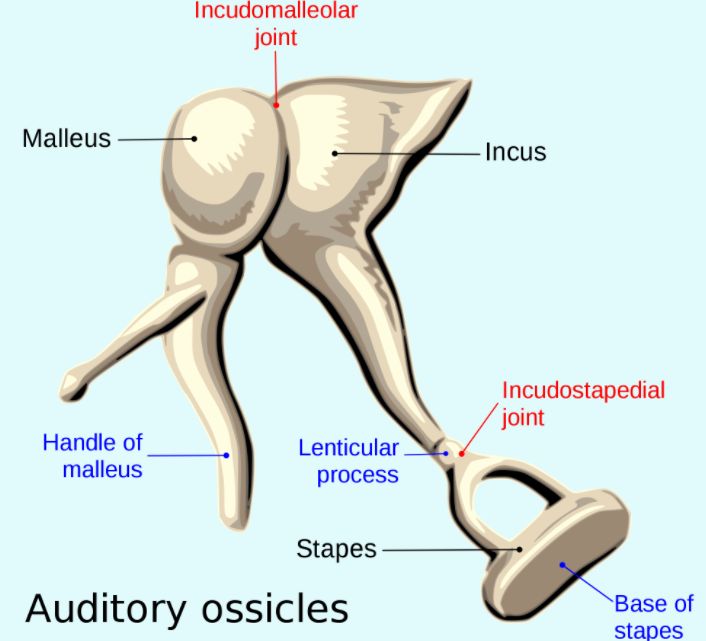 Incudomalleolar
joint
Malleus
Incus
Incudostapedial
joint
Handle of
malleus
Lenticular
process
Stapes
Base of
stapes
Auditory ossicles